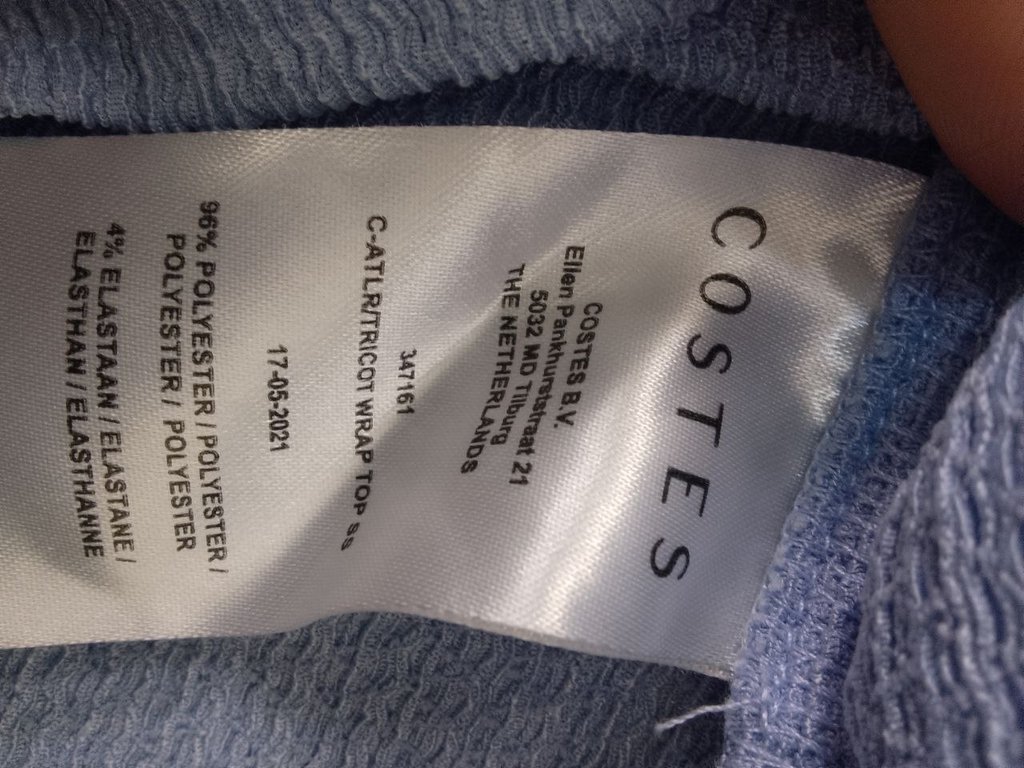 COSTES
COSTES B.V.
Ellen Pankhurststraat 21
5032 MD Tilburg
THE NETHERLANDS
347161
C-ATLR/TRICOT WRAP TOP ss
17-05-2021
96% POLYESTER / POLYESTER /
POLYESTER / POLYESTER
4% ELASTAAN / ELASTANE /
ELASTHAN / ELASTHANNE